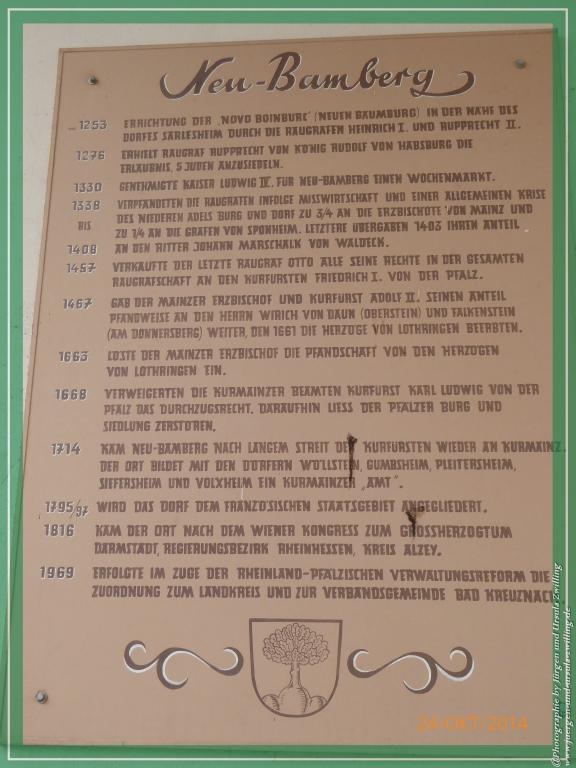 Neu-Bamberg
1253 ERRICHTUNG DER „NOVO BOINBURC“ (NEUEN BAUMBURG) IN DER NÄHE DES
DORFES SARLESHEIM DURCH DIE RAUGRAFEN HEINRICH I. UND RUPPRECHT II.
1276 ERHIELT RAUGRAF RUPPRECHT VON KÖNIG RUDOLF VON HABSBURG DIE
ERLAUBNIS, 5 JUDEN ANZUSIEDELN.
1330 GENEHMIGTE KAISER LUDWIG IV. FÜR NEU-BAMBERG EINEN WOCHENMARKT.
1338 VERPFÄNDETEN DIE RAUGRAFEN INFOLGE MISSWIRTSCHAFT UND EINER ALLGEMEINEN KRISE
DES NIEDEREN ADELS BURG UND DORF ZU 3/4 AN DIE ERZBISCHÖFE VON MAINZ UND
BIS ZU 1/4 AN DIE GRAFEN VON SPONHEIM. LETZTERE ÜBERGABEN 1403 IHREN ANTEIL
1408 AN DEN RITTER JOHANN MARSCHALK VON WALDECK.
1457 VERKAUFTE DER LETZTE RAUGRAF OTTO ALLE SEINE RECHTE IN DER GESAMTEN
RAUGRAFSCHAFT AN DEN KURFÜRSTEN FRIEDRICH I. VON DER PFALZ.
1467 GAB DER MAINZER ERZBISCHOF UND KURFÜRST ADOLF II. SEINEN ANTEIL
PFANDWEISE AN DEN HERRN WIRICH VON DAUN (OBERSTEIN) UND FALKENSTEIN
(AM DONNERSBERG) WEITER, DEN 1661 DIE HERZÖGE VON LOTHRINGEN BEERBTEN.
1663 LÖSTE DER MAINZER ERZBISCHOF DIE PFANDSCHAFT VON DEN HERZÖGEN
VON LOTHRINGEN EIN.
1668 VERWEIGERTEN DIE KURMAINZER BEAMTEN KURFÜRST KARL LUDWIG VON DER
PFALZ DAS DURCHZUGSRECHT. DARAUFHIN LIESS DER PFÄLZER BURG UND
SIEDLUNG ZERSTÖREN.
1714 KAM NEU-BAMBERG NACH LANGEM STREIT DER KURFÜRSTEN WIEDER AN KURMAINZ.
DER ORT BILDET MIT DEN DÖRFERN WÖLLSTEIN, GUMBSHEIM, PLEITERSHEIM,
SIEFERSHEIM UND VOLXHEIM EIN KURMAINZER „AMT“.
1795/97 WIRD DAS DORF DEM FRANZÖSISCHEN STAATSGEBIET ANGEGLIEDERT.
1816 KAM DER ORT NACH DEM WIENER KONGRESS ZUM GROSSHERZOGTUM
DARMSTADT, REGIERUNGSBEZIRK RHEINHESSEN, KREIS ALZEY.
1969 ERFOLGTE IM ZUGE DER RHEINLAND-PFÄLZISCHEN VERWALTUNGSREFORM DIE
ZUORDNUNG ZUM LANDKREIS UND ZUR VERBANDSGEMEINDE BAD KREUZNACH.
24-OKT/2014
©Photographie by Jürgen und Ursula Zwilling
www.juergen-und-ursula-zwilling.de